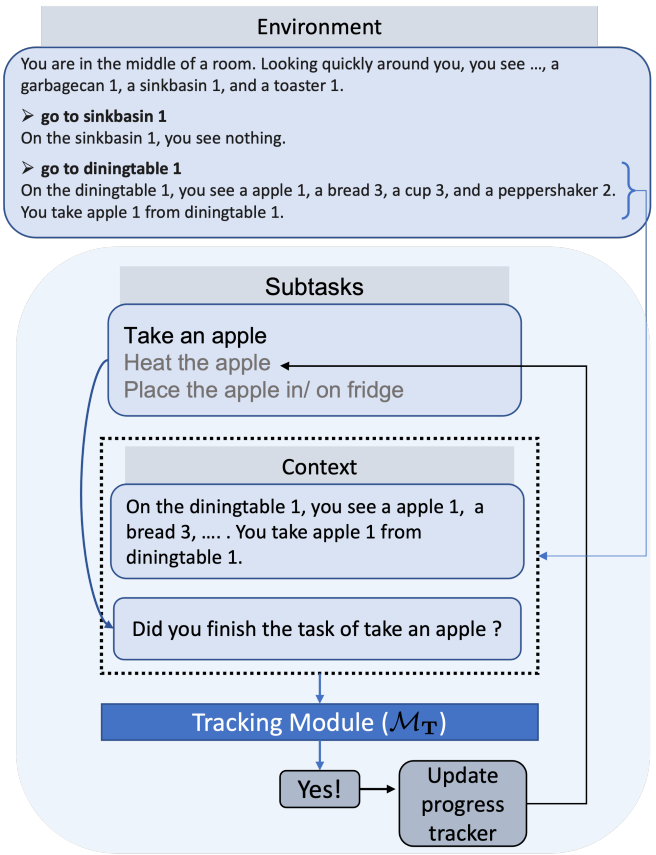 Environment
You are in the middle of a room. Looking quickly around you, you see ..., a
garbagecan 1, a sinkbasin 1, and a toaster 1.
➢ go to sinkbasin 1
On the sinkbasin 1, you see nothing.
➢ go to diningtable 1
On the diningtable 1, you see a apple 1, a bread 3, a cup 3, and a peppershaker 2.
You take apple 1 from diningtable 1.
Subtasks
Take an apple
Heat the apple
Place the apple in/ on fridge
Context
On the diningtable 1, you see a apple 1, a
bread 3, .... . You take apple 1 from
diningtable 1.
Did you finish the task of take an apple ?
Tracking Module (ℳ_T)
Yes!
Update
progress
tracker